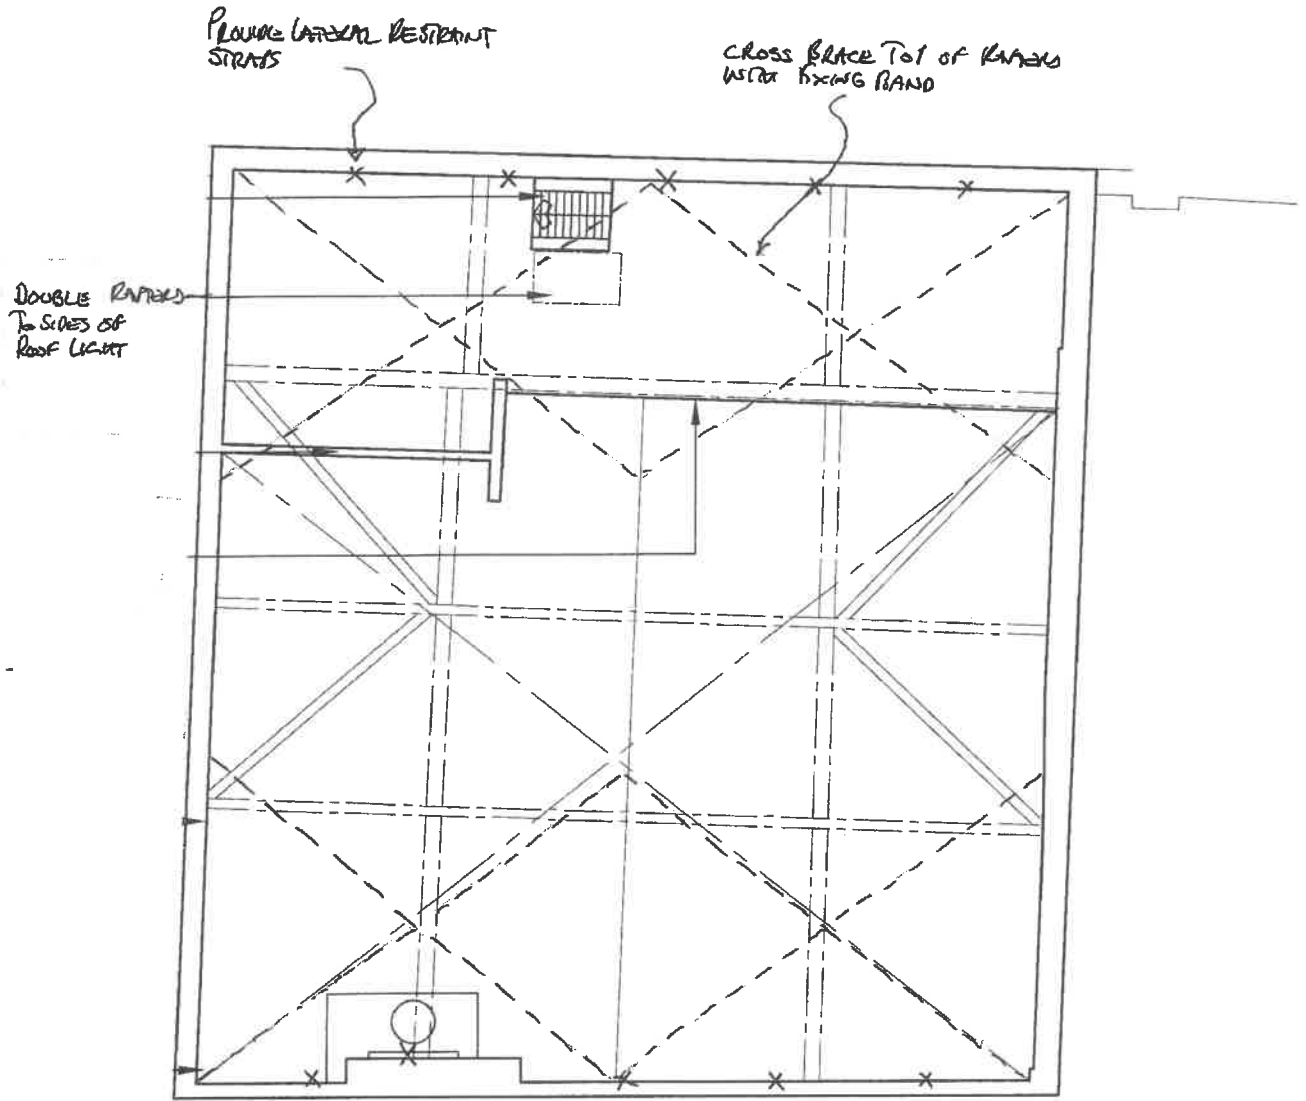 PROVIDE LATERAL RESTRAINT
STRAPS
CROSS BRACE TOP OF RAFTERS
WITH FIXING BAND
DOUBLE RAFTERS
TO SIDES OF
ROOF LIGHT